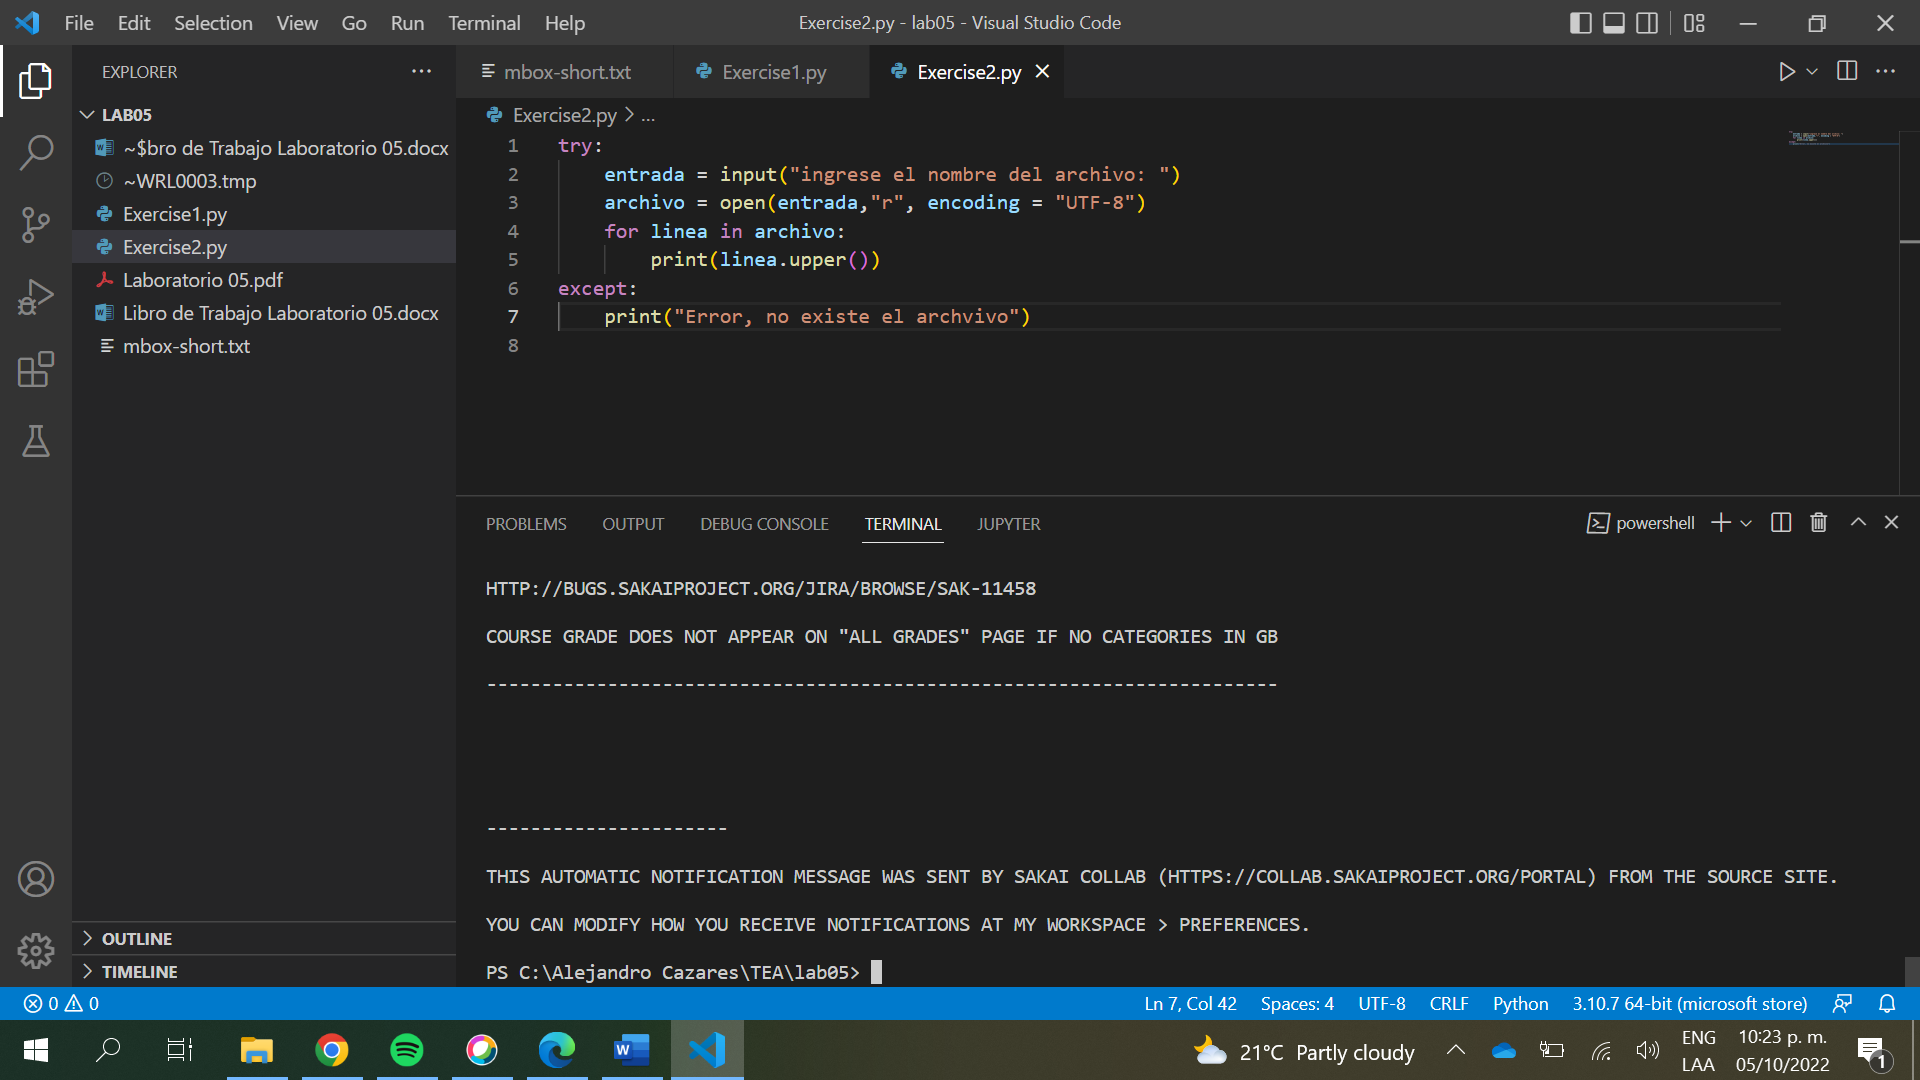 File Edit Selection View Go Run Terminal Help
Exercise2.py - lab05 - Visual Studio Code
EXPLORER
LAB05
~$bro de Trabajo Laboratorio 05.docx
~WRL0003.tmp
Exercise1.py
Exercise2.py
Laboratorio 05.pdf
Libro de Trabajo Laboratorio 05.docx
mbox-short.txt
OUTLINE
TIMELINE
mbox-short.txt Exercise1.py Exercise2.py
Exercise2.py > ...
1 try:
2 entrada = input("ingrese el nombre del archivo: ")
3 archivo = open(entrada,"r", encoding = "UTF-8")
4 for linea in archivo:
5 print(linea.upper())
6 except:
7 print("Error, no existe el archvivo")
8
PROBLEMS OUTPUT DEBUG CONSOLE TERMINAL JUPYTER
powershell
HTTP://BUGS.SAKAIPROJECT.ORG/JIRA/BROWSE/SAK-11458
COURSE GRADE DOES NOT APPEAR ON "ALL GRADES" PAGE IF NO CATEGORIES IN GB
------------------------------------------------------------------------
----------------------
THIS AUTOMATIC NOTIFICATION MESSAGE WAS SENT BY SAKAI COLLAB (HTTPS://COLLAB.SAKAIPROJECT.ORG/PORTAL) FROM THE SOURCE SITE.
YOU CAN MODIFY HOW YOU RECEIVE NOTIFICATIONS AT MY WORKSPACE > PREFERENCES.
PS C:\Alejandro Cazares\TEA\lab05>
0 0
Ln 7, Col 42 Spaces: 4 UTF-8 CRLF Python 3.10.7 64-bit (microsoft store)
21°C Partly cloudy
ENG
LAA
10:23 p. m.
05/10/2022
1